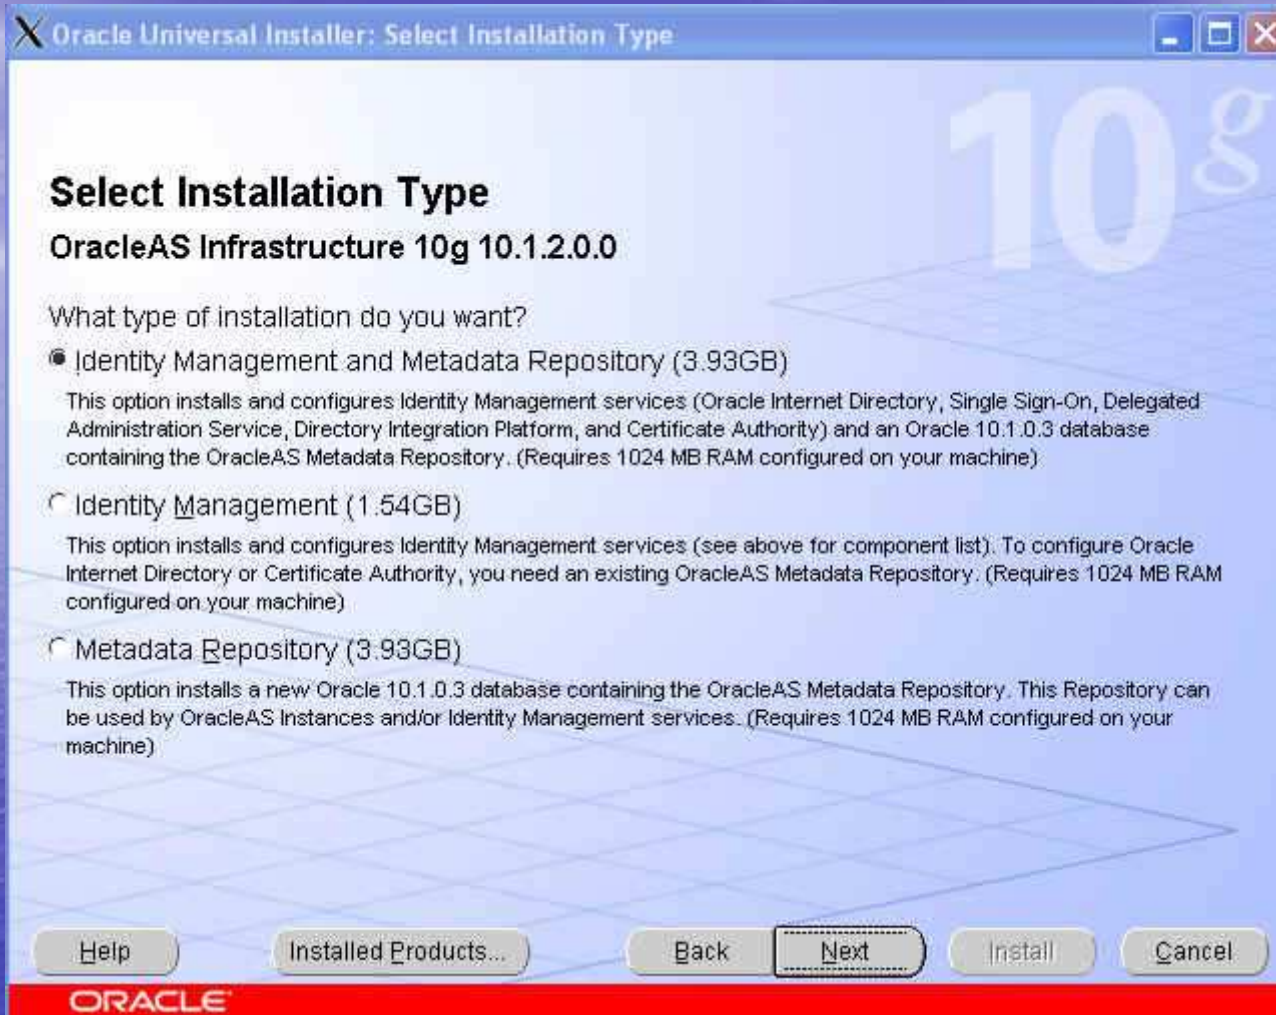 X Oracle Universal Installer: Select Installation Type
10g
Select Installation Type
OracleAS Infrastructure 10g 10.1.2.0.0
What type of installation do you want?
Identity Management and Metadata Repository (3.93GB)
This option installs and configures Identity Management services (Oracle Internet Directory, Single Sign-On, Delegated
Administration Service, Directory Integration Platform, and Certificate Authority) and an Oracle 10.1.0.3 database
containing the OracleAS Metadata Repository. (Requires 1024 MB RAM configured on your machine)
Identity Management (1.54GB)
This option installs and configures Identity Management services (see above for component list). To configure Oracle
Internet Directory or Certificate Authority, you need an existing OracleAS Metadata Repository. (Requires 1024 MB RAM
configured on your machine)
Metadata Repository (3.93GB)
This option installs a new Oracle 10.1.0.3 database containing the OracleAS Metadata Repository. This Repository can
be used by OracleAS Instances and/or Identity Management services. (Requires 1024 MB RAM configured on your
machine)
Help Installed Products... Back Next Install Cancel
ORACLE